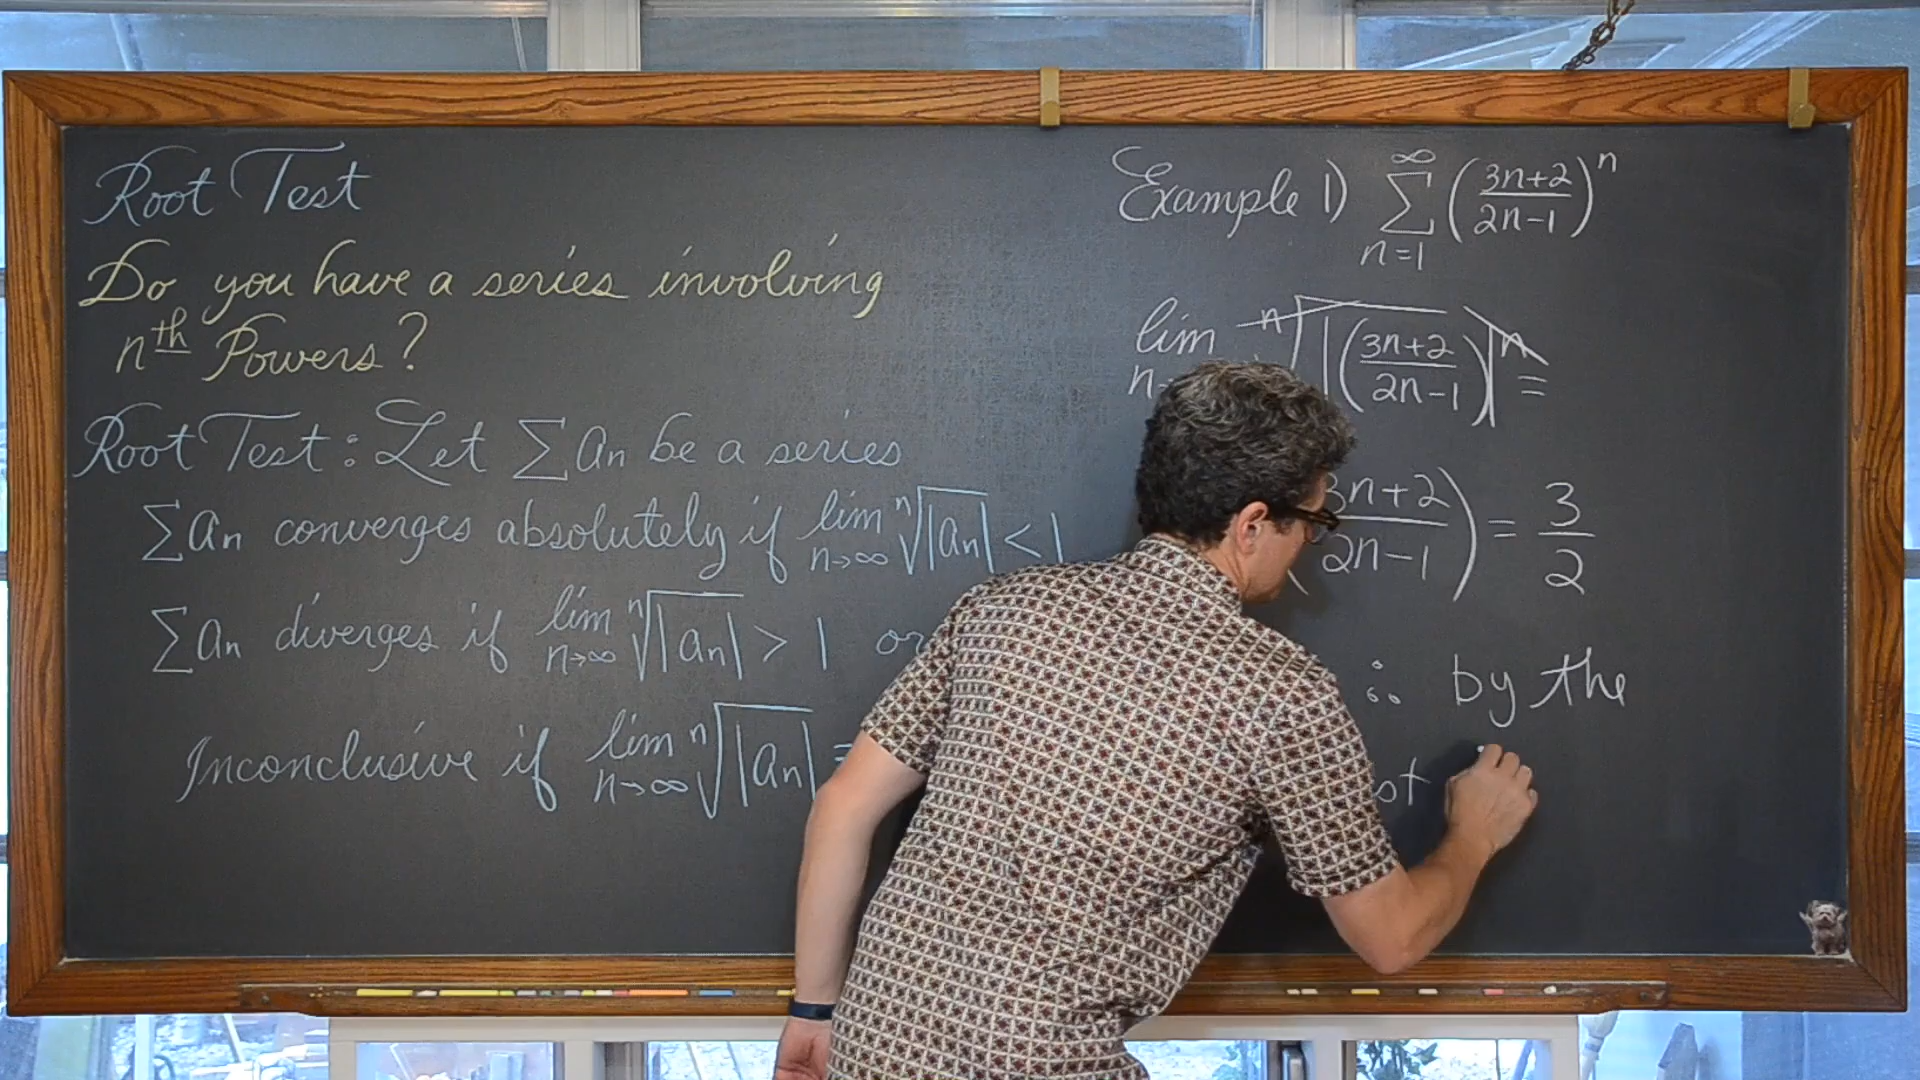 Root Test
Do you have a series involving
nth Powers?
Root Test: Let ∑an be a series
∑an converges absolutely if lim n→∞ ⁿ√|an| < 1
∑an diverges if lim n→∞ ⁿ√|an| > 1 or
Inconclusive if lim n→∞ ⁿ√|an| =
Example 1) ∞ ∑ n=1 (3n+2 / 2n-1)ⁿ
lim n→ ⁿ√|(3n+2 / 2n-1)|ⁿ =
(3n+2 / 2n-1) = 3/2
∴ by the